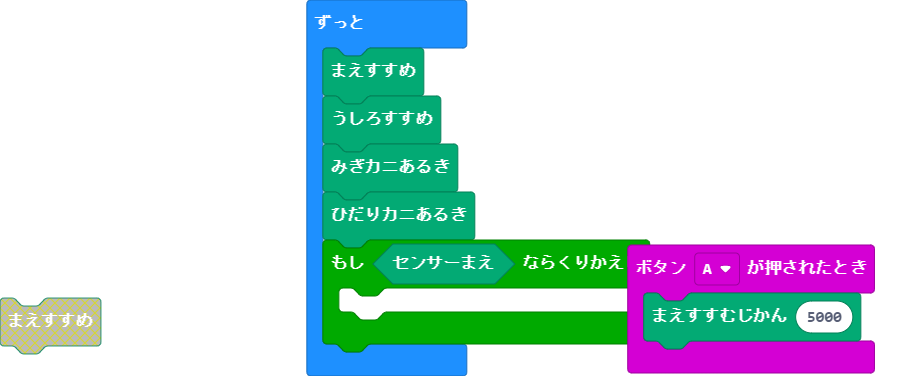 ずっと
まえすすめ
うしろすすめ
みぎカニあるき
ひだりカニあるき
もし センサーまえ ならくりかえ
ボタン A が押されたとき
まえすすむじかん 5000
まえすすめ